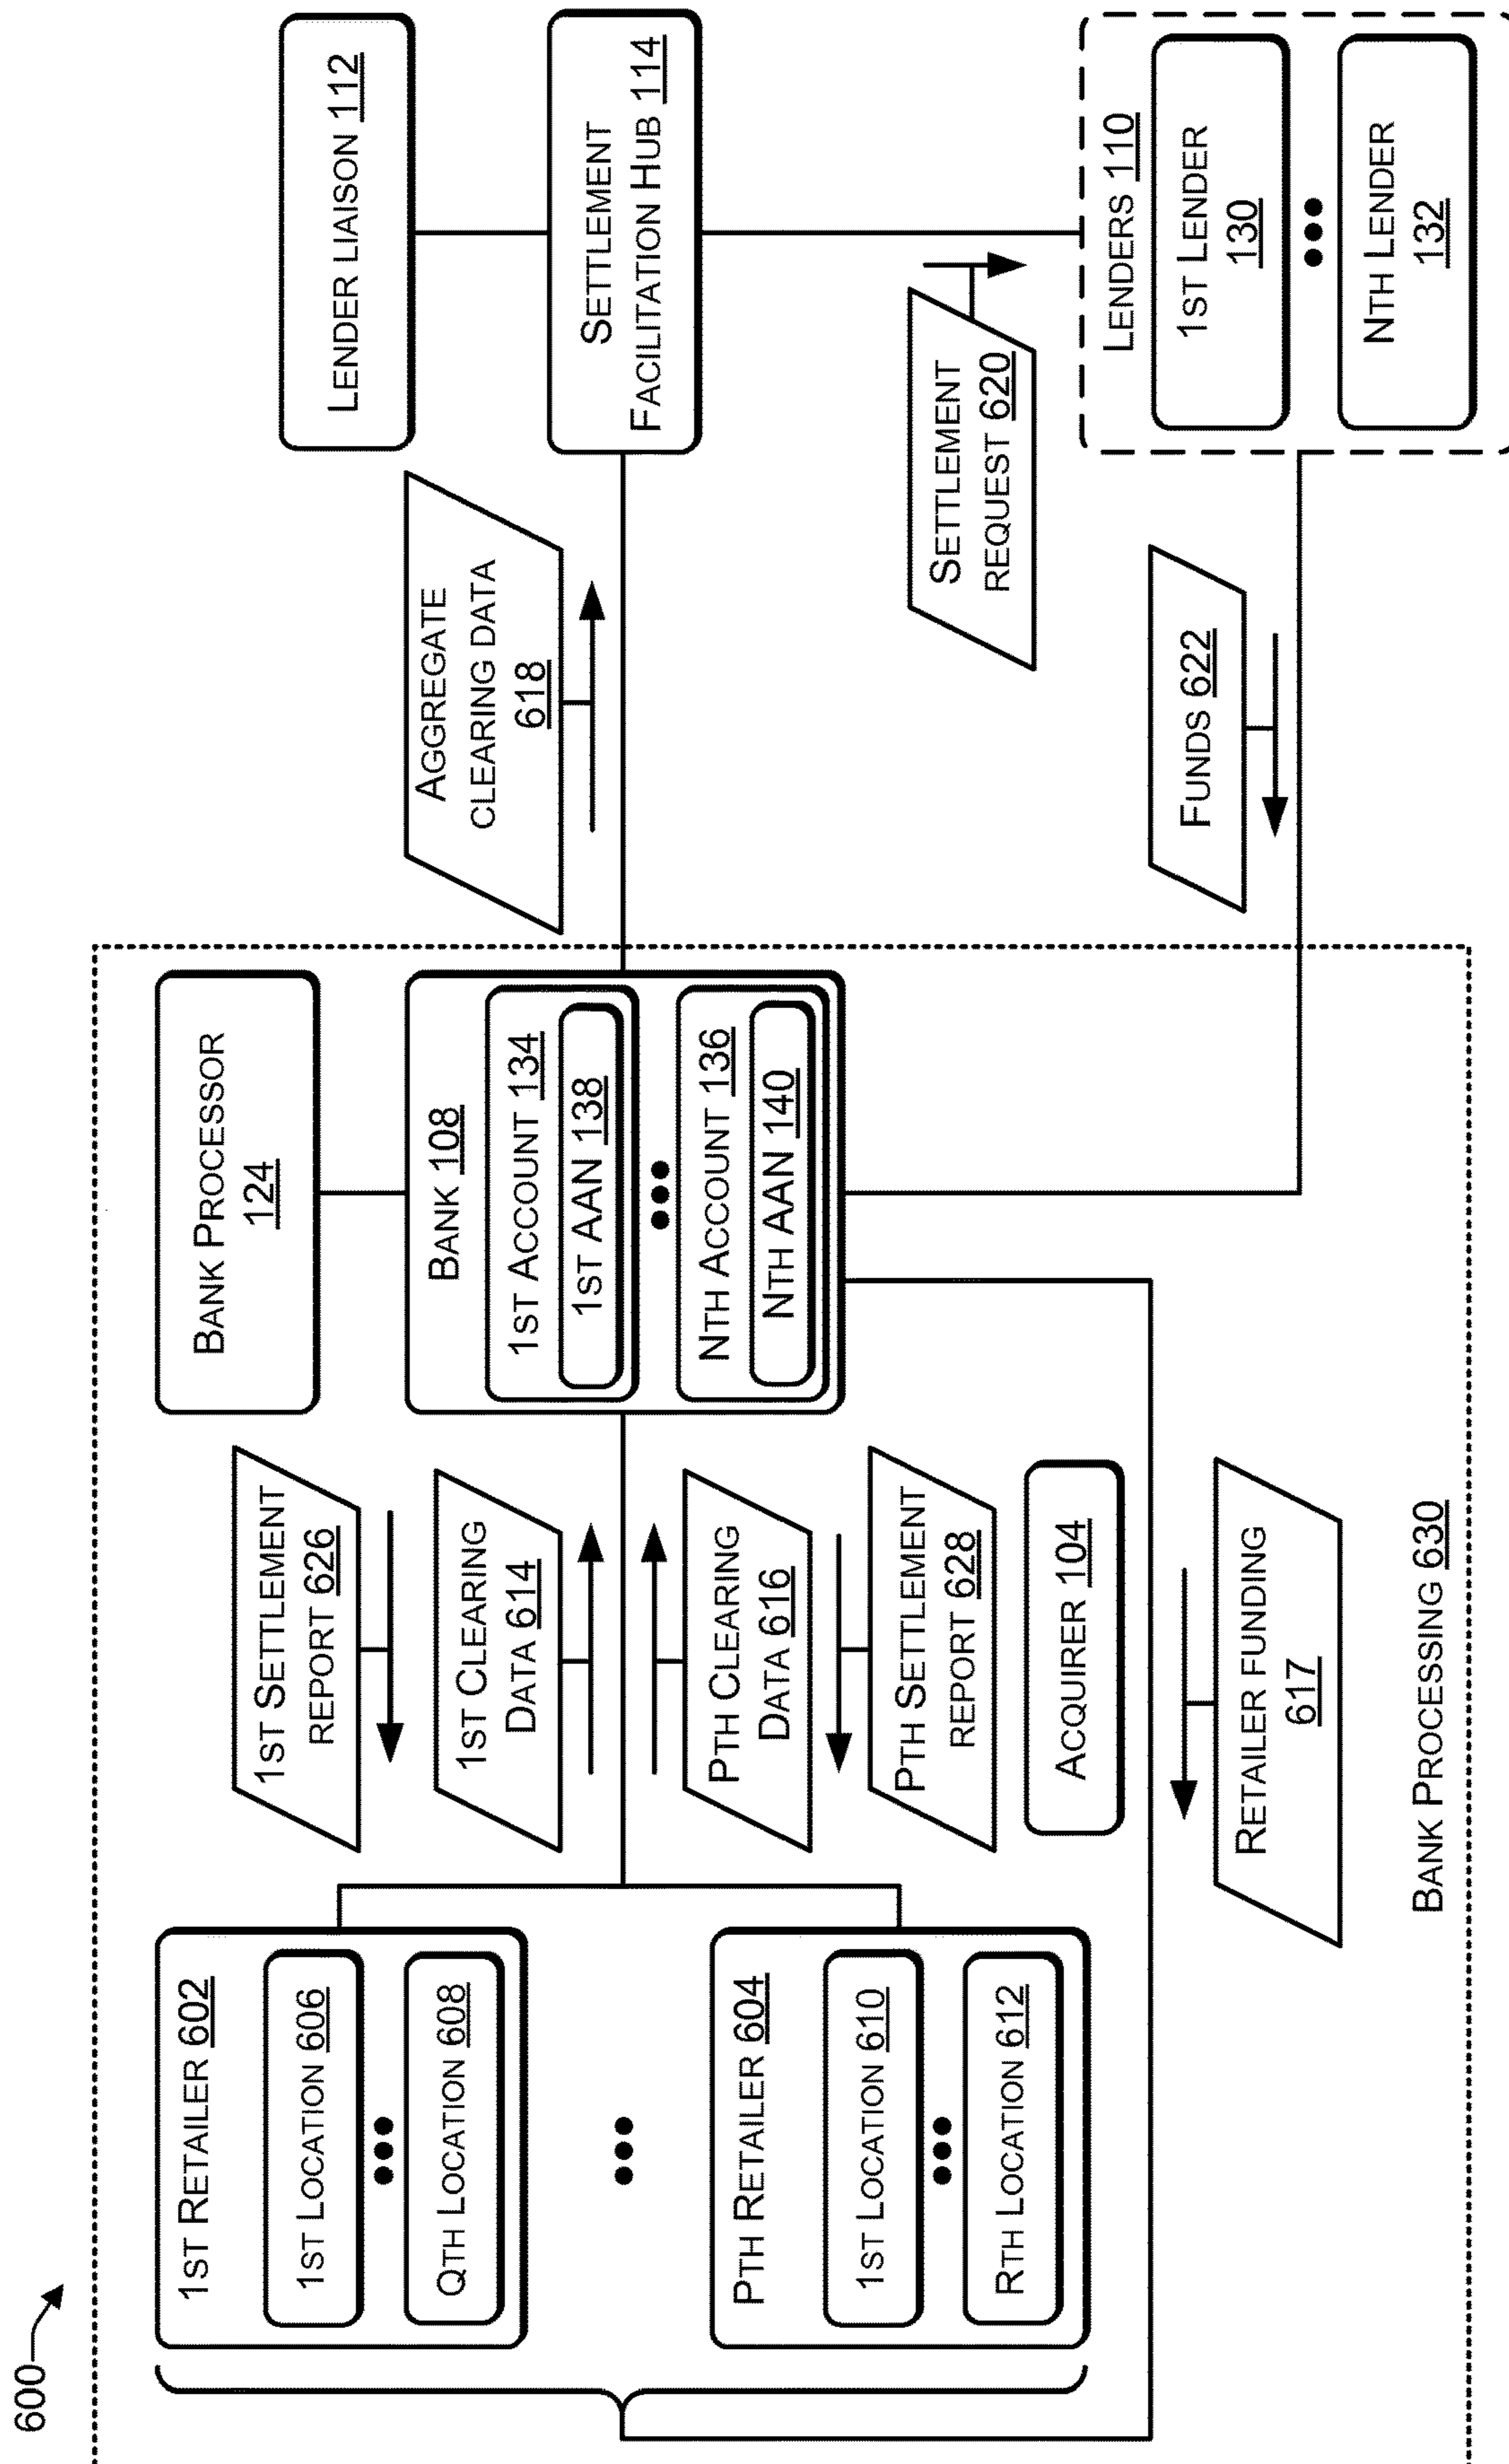 600
1ST RETAILER 602
1ST LOCATION 606
QTH LOCATION 608
PTH RETAILER 604
1ST LOCATION 610
RTH LOCATION 612
1ST SETTLEMENT
REPORT 626
1ST CLEARING
DATA 614
PTH CLEARING
DATA 616
PTH SETTLEMENT
REPORT 628
ACQUIRER 104
RETAILER FUNDING
617
BANK PROCESSING 630
BANK PROCESSOR
124
BANK 108
1ST ACCOUNT 134
1ST AAN 138
NTH ACCOUNT 136
NTH AAN 140
AGGREGATE
CLEARING DATA
618
FUNDS 622
SETTLEMENT
REQUEST 620
LENDER LIAISON 112
SETTLEMENT
FACILITATION HUB 114
LENDERS 110
1ST LENDER
130
NTH LENDER
132